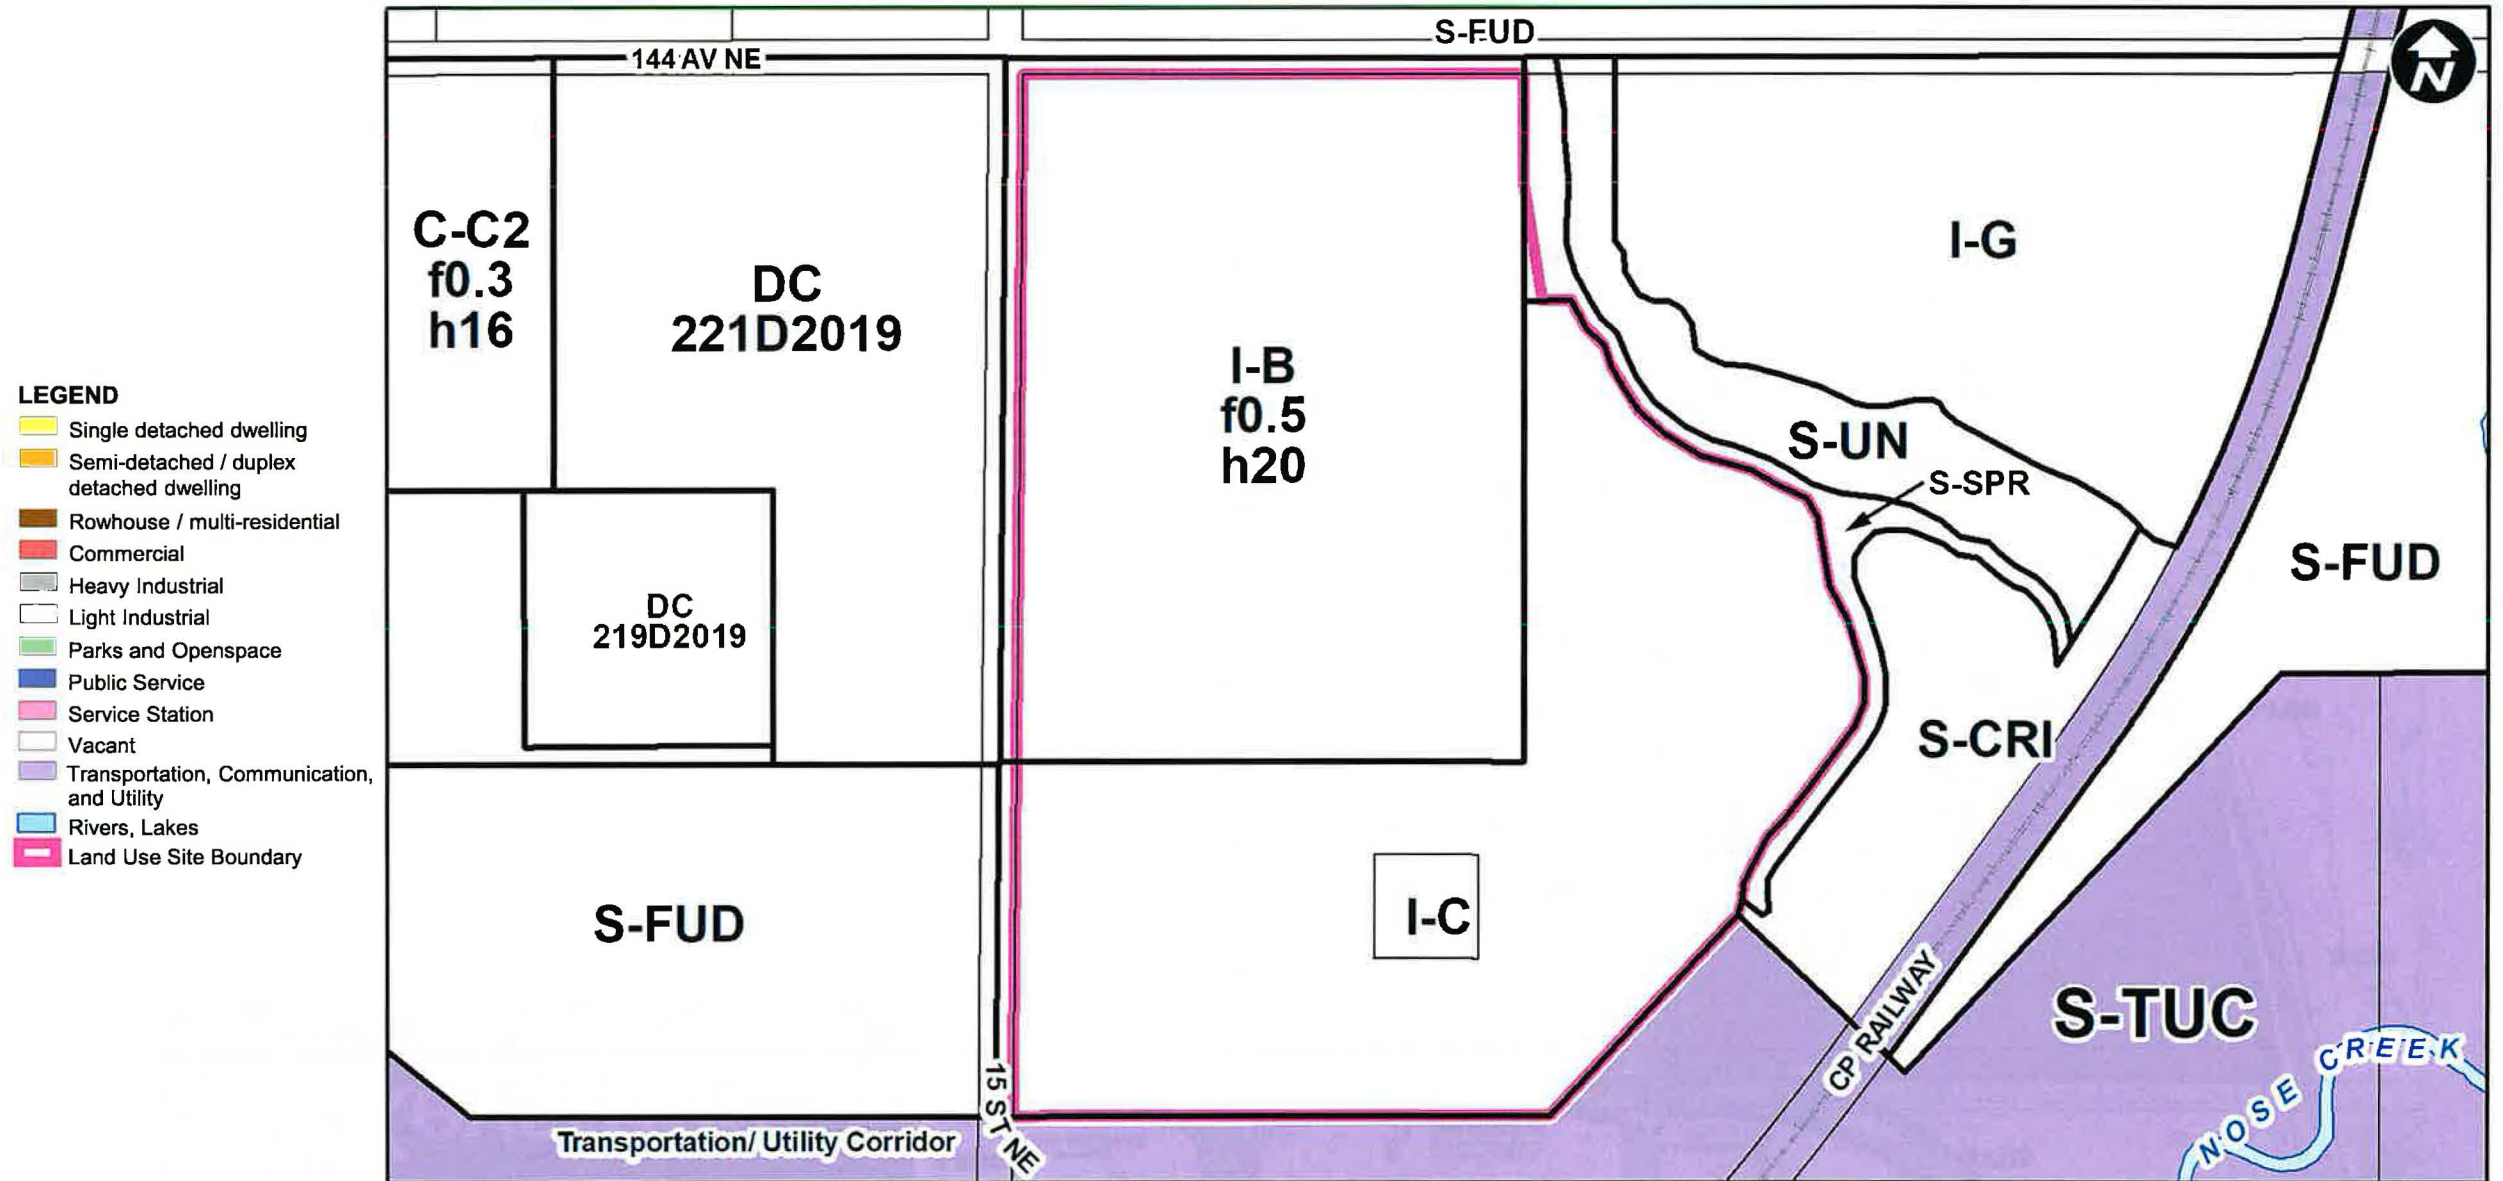 S-FUD
144 AV NE
N
C-C2
f0.3
h16
DC
221D2019
I-B
f0.5
h20
I-G
S-UN
S-SPR
S-FUD
DC
219D2019
S-CRI
S-FUD
I-C
S-TUC
CP RAILWAY
NOSE CREEK
15 ST NE
Transportation/ Utility Corridor
LEGEND
Single detached dwelling
Semi-detached / duplex
detached dwelling
Rowhouse / multi-residential
Commercial
Heavy Industrial
Light Industrial
Parks and Openspace
Public Service
Service Station
Vacant
Transportation, Communication,
and Utility
Rivers, Lakes
Land Use Site Boundary